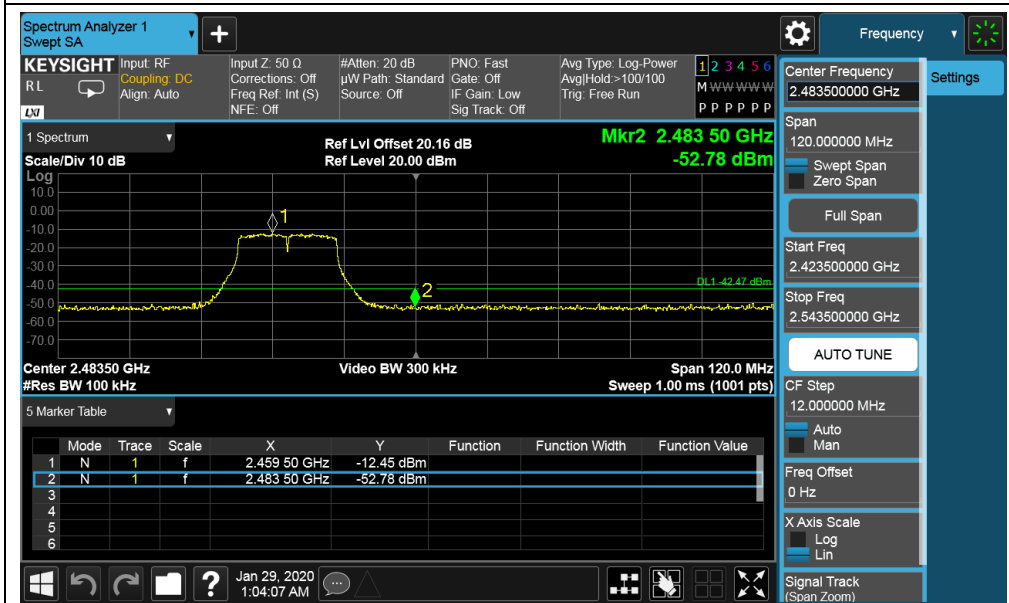 Spectrum Analyzer 1
Swept SA
+
Frequency
KEYSIGHT
RL
LXI
Input: RF
Coupling: DC
Align: Auto
Input Z: 50 Ω
Corrections: Off
Freq Ref: Int (S)
NFE: Off
#Atten: 20 dB
µW Path: Standard
Source: Off
PNO: Fast
Gate: Off
IF Gain: Low
Sig Track: Off
Avg Type: Log-Power
Avg|Hold:>100/100
Trig: Free Run
1 2 3 4 5 6
M W W W W W
P P P P P P
1 Spectrum
Scale/Div 10 dB
Ref Lvl Offset 20.16 dB
Ref Level 20.00 dBm
Mkr2 2.483 50 GHz
-52.78 dBm
Log
10.0
0.00
-10.0
-20.0
-30.0
-40.0
-50.0
-60.0
-70.0
1
2
DL1 -42.47 dBm
Center 2.48350 GHz
#Res BW 100 kHz
Video BW 300 kHz
Span 120.0 MHz
Sweep 1.00 ms (1001 pts)
5 Marker Table
Mode Trace Scale X Y Function Function Width Function Value
1 N 1 f 2.459 50 GHz -12.45 dBm
2 N 1 f 2.483 50 GHz -52.78 dBm
3
4
5
6
Jan 29, 2020
1:04:07 AM
?
Center Frequency
2.483500000 GHz
Settings
Span
120.000000 MHz
Swept Span
Zero Span
Full Span
Start Freq
2.423500000 GHz
Stop Freq
2.543500000 GHz
AUTO TUNE
CF Step
12.000000 MHz
Auto
Man
Freq Offset
0 Hz
X Axis Scale
Log
Lin
Signal Track
(Span Zoom)